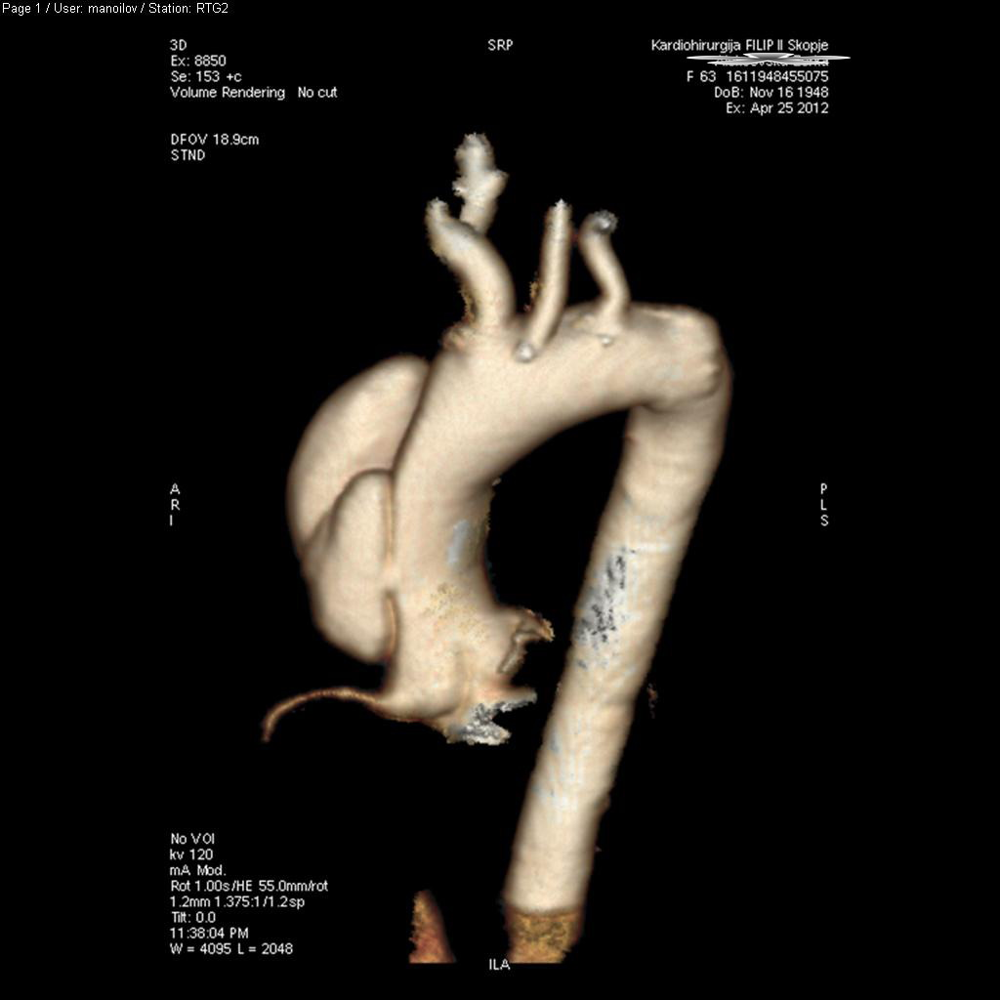 Page 1 / User: manoilov / Station: RTG2
3D
Ex: 8850
Se: 153 +c
Volume Rendering No cut
DFOV 18.9cm
STND
SRP
Kardiohirurgija FILIP II Skopje
F 63 1611948455075
DoB: Nov 16 1948
Ex: Apr 25 2012
A
R
I
P
L
S
No VOI
kv 120
mA Mod.
Rot 1.00s/HE 55.0mm/rot
1.2mm 1.375:1/1.2sp
Tilt: 0.0
11:38:04 PM
W = 4095 L = 2048
ILA